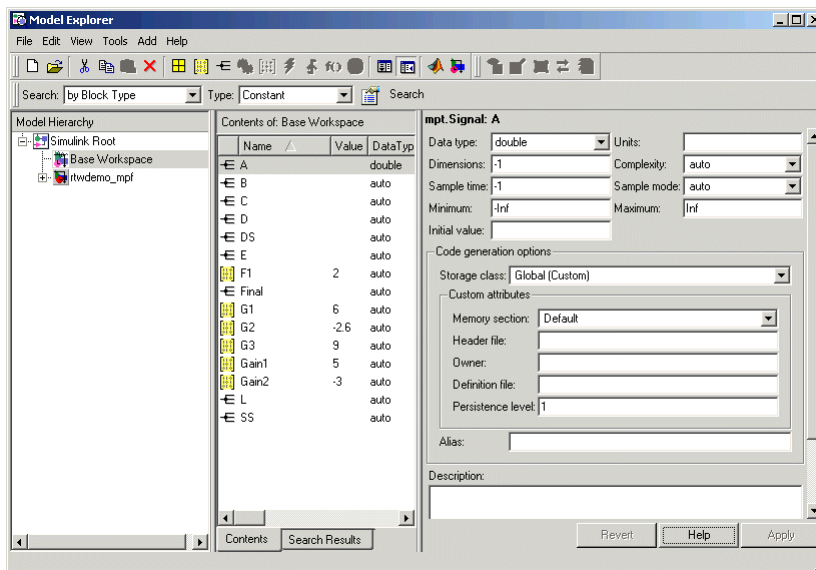 Model Explorer
File Edit View Tools Add Help
Search: by Block Type Type: Constant Search
Model Hierarchy
Simulink Root
Base Workspace
rtwdemo_mpf
Contents of: Base Workspace
Name Value DataTyp
A double
B auto
C auto
D auto
DS auto
E auto
F1 2 auto
Final auto
G1 6 auto
G2 -2.6 auto
G3 9 auto
Gain1 5 auto
Gain2 -3 auto
L auto
SS auto
Contents Search Results
mpt.Signal: A
Data type: double Units:
Dimensions: -1 Complexity: auto
Sample time: -1 Sample mode: auto
Minimum: -Inf Maximum: Inf
Initial value:
Code generation options
Storage class: Global (Custom)
Custom attributes
Memory section: Default
Header file:
Owner:
Definition file:
Persistence level: 1
Alias:
Description:
Revert Help Apply